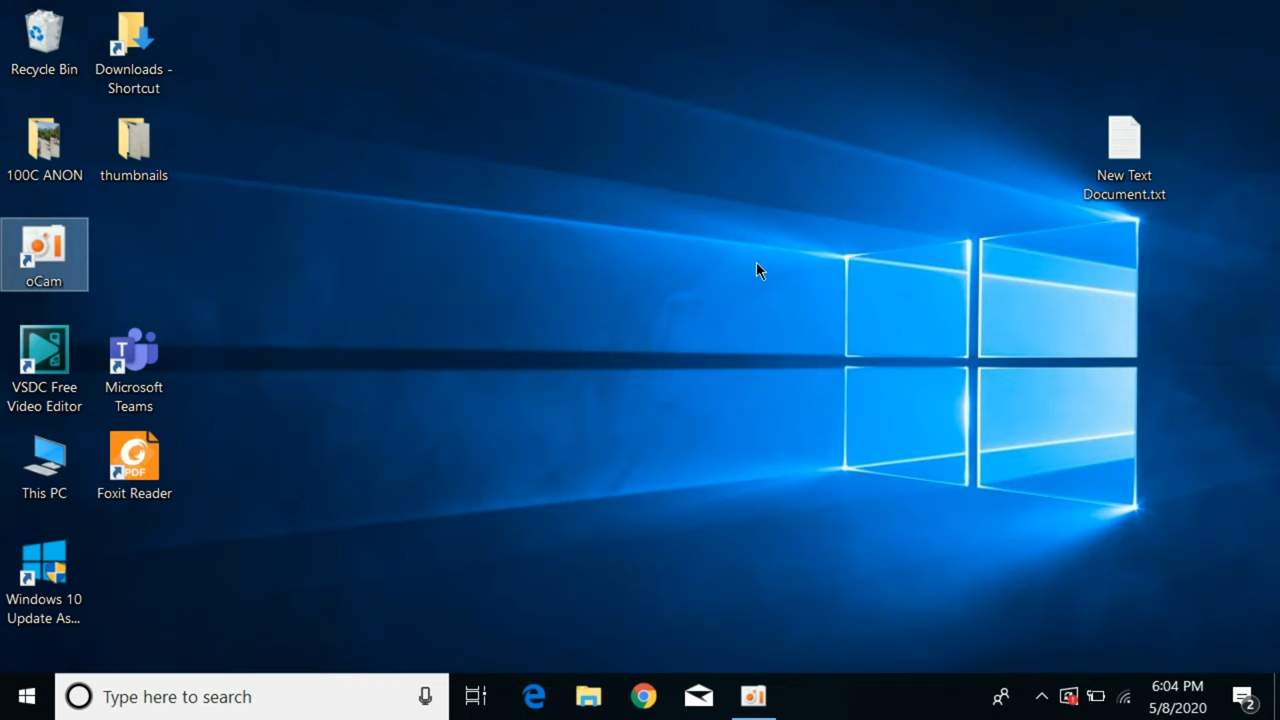 Recycle Bin
Downloads -
Shortcut
100C ANON
thumbnails
New Text
Document.txt
oCam
VSDC Free
Video Editor
Microsoft
Teams
This PC
PDF
Foxit Reader
Windows 10
Update As...
Type here to search
6:04 PM
5/8/2020
2